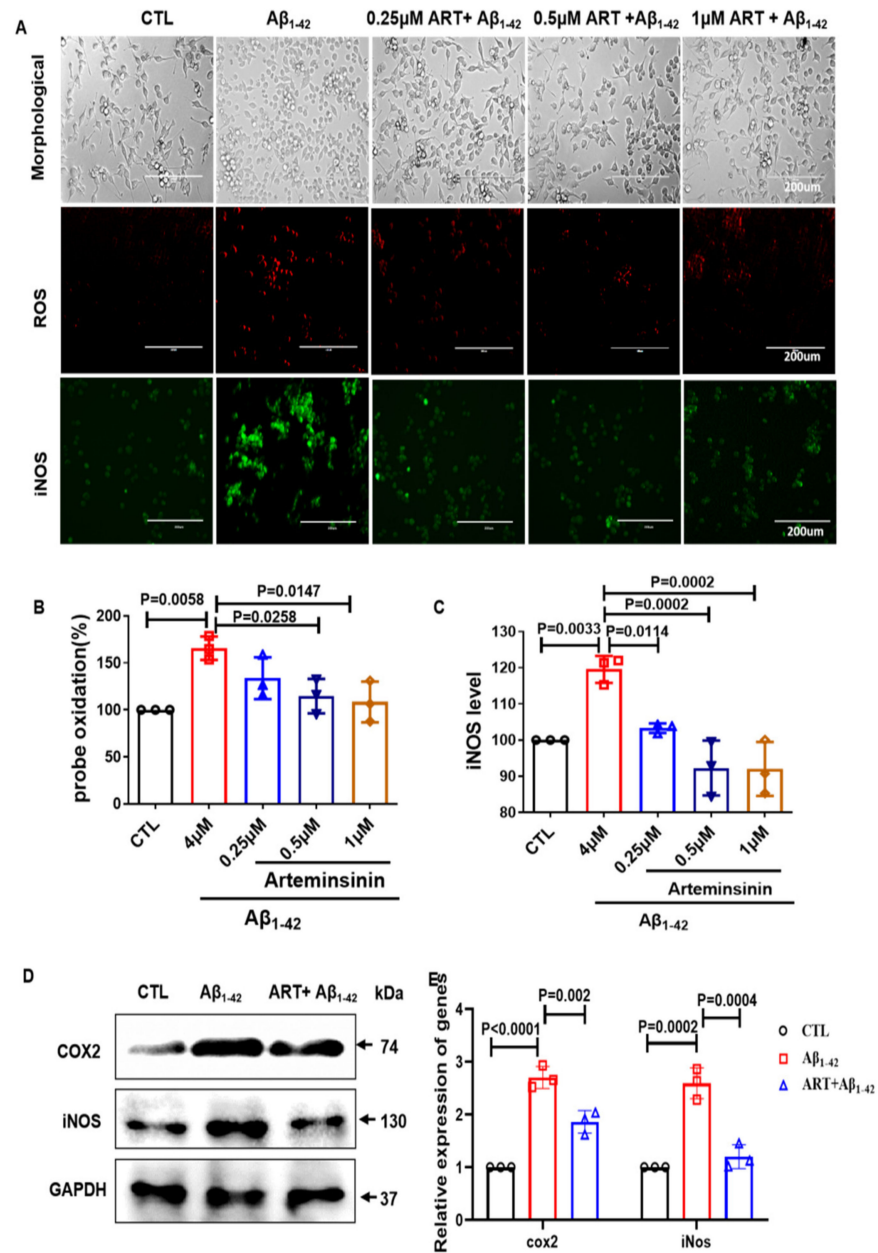 A
CTL
Aβ1-42
0.25μM ART+ Aβ1-42
0.5μM ART +Aβ1-42
1μM ART + Aβ1-42
Morphological
200um
ROS
200um
iNOS
200um
B
P=0.0147
P=0.0058
P=0.0258
probe oxidation(%)
200
150
100
50
0
CTL
4μM
0.25μM
0.5μM
1μM
Arteminsinin
Aβ1-42
C
P=0.0002
P=0.0002
P=0.0033
P=0.0114
iNOS level
130
120
110
100
90
80
CTL
4μM
0.25μM
0.5μM
1μM
Arteminsinin
Aβ1-42
D
CTL
Aβ1-42
ART+ Aβ1-42
kDa
COX2
74
iNOS
130
GAPDH
37
E
Relative expression of genes
4
3
2
1
0
P=0.002
P<0.0001
P=0.0004
P=0.0002
cox2
iNos
CTL
Aβ1-42
ART+Aβ1-42